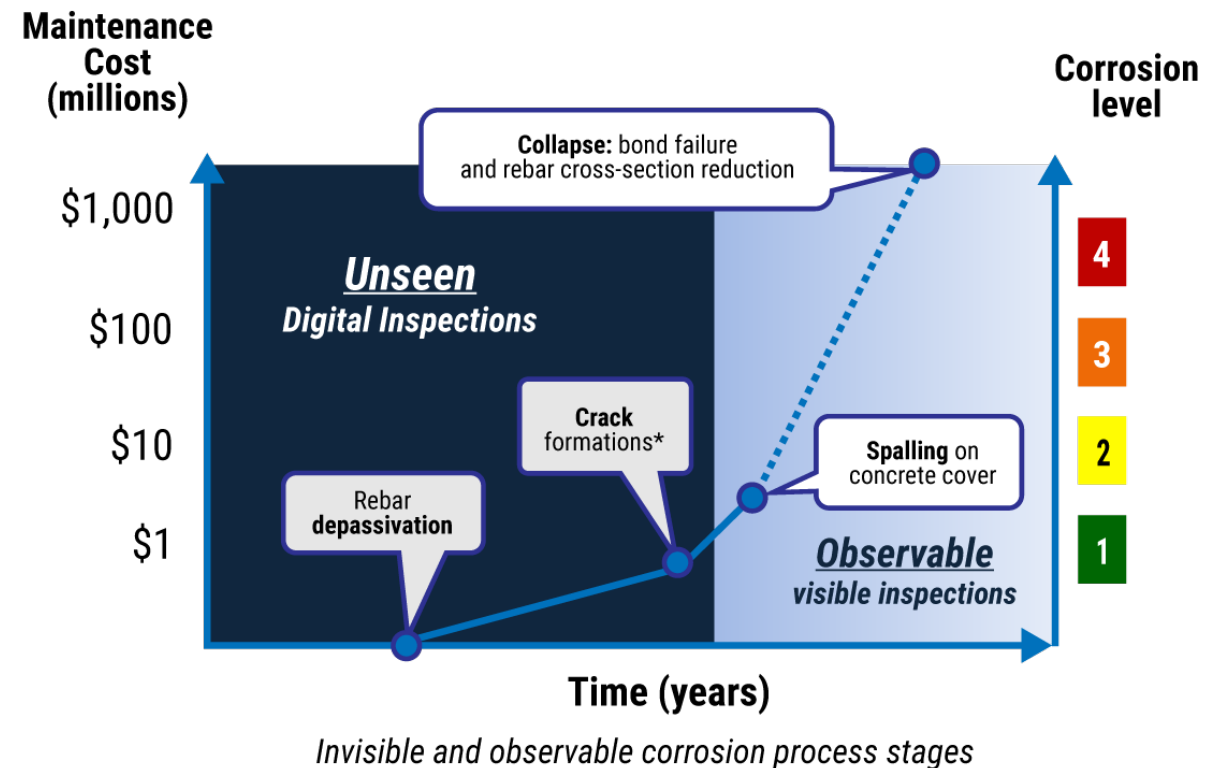 Maintenance
Cost
(millions)
Corrosion
level
Collapse: bond failure
and rebar cross-section reduction
$1,000
4
Unseen
Digital Inspections
$100
3
Crack
formations*
$10
2
Spalling on
concrete cover
Rebar
depassivation
$1
1
Observable
visible inspections
Time (years)
Invisible and observable corrosion process stages